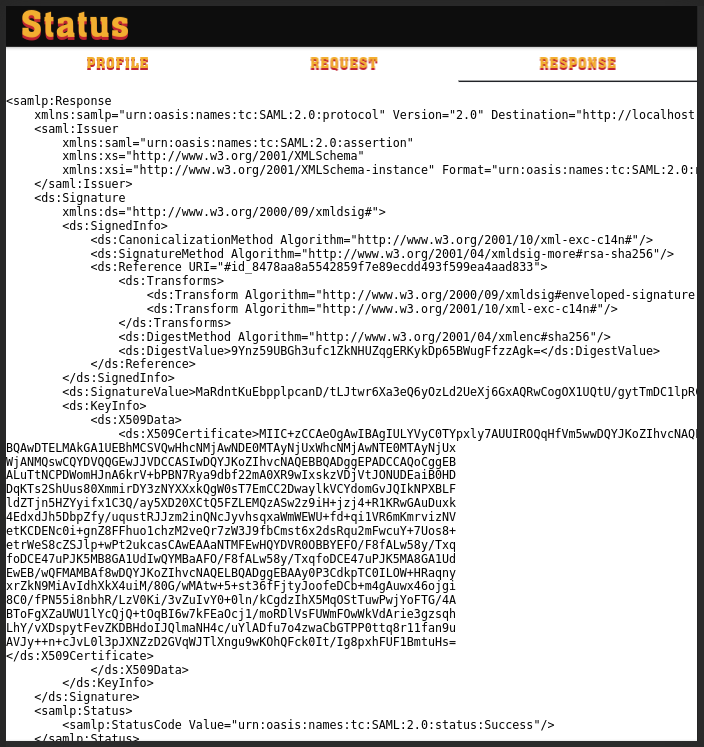 Status
PROFILE REQUEST RESPONSE
<samlp:Response
xmlns:samlp="urn:oasis:names:tc:SAML:2.0:protocol" Version="2.0" Destination="http://localhost
<saml:Issuer
xmlns:saml="urn:oasis:names:tc:SAML:2.0:assertion"
xmlns:xs="http://www.w3.org/2001/XMLSchema"
xmlns:xsi="http://www.w3.org/2001/XMLSchema-instance" Format="urn:oasis:names:tc:SAML:2.0:n
</saml:Issuer>
<ds:Signature
xmlns:ds="http://www.w3.org/2000/09/xmldsig#">
<ds:SignedInfo>
<ds:CanonicalizationMethod Algorithm="http://www.w3.org/2001/10/xml-exc-c14n#"/>
<ds:SignatureMethod Algorithm="http://www.w3.org/2001/04/xmldsig-more#rsa-sha256"/>
<ds:Reference URI="#id_8478aa8a5542859f7e89ecdd493f599ea4aad833">
<ds:Transforms>
<ds:Transform Algorithm="http://www.w3.org/2000/09/xmldsig#enveloped-signature
<ds:Transform Algorithm="http://www.w3.org/2001/10/xml-exc-c14n#"/>
</ds:Transforms>
<ds:DigestMethod Algorithm="http://www.w3.org/2001/04/xmlenc#sha256"/>
<ds:DigestValue>9Ynz59UBGh3ufc1ZkNHUZqgERKykDp65BWugFfzzAgk=</ds:DigestValue>
</ds:Reference>
</ds:SignedInfo>
<ds:SignatureValue>MaRdntKuEbpplpcanD/tLJtwr6Xa3eQ6yOzLd2UeXj6GxAQRwCogOX1UQtU/gytTmDC1lpR
<ds:KeyInfo>
<ds:X509Data>
<ds:X509Certificate>MIIC+zCCAeOgAwIBAgIULYVyC0TYpxly7AUUIROQqHfVm5wwDQYJKoZIhvcNAQE
BQAwDTELMAkGA1UEBhMCSVQwHhcNMjAwNDE0MTAyNjUxWhcNMjAwNTE0MTAyNjUx
WjANMQswCQYDVQQGEwJJVDCCASIwDQYJKoZIhvcNAQEBBQADggEPADCCAQoCggEB
ALuTtNCPDWomHJnA6krV+bPBN7Rya9dbf22mA0XR9wIxskzVDjVtJONUDEaiB0HD
DqKTs2ShUus80XmmirDY3zNYXXxkQgW0sT7EmCC2DwaylkVCYdomGvJQIkNPXBLF
ldZTjn5HZYyifx1C3Q/ay5XD20XCtQ5FZLEMQzASw2z9iH+jzj4+R1KRwGAuDuxk
4EdxdJh5DbpZfy/uqustRJJzm2inQNcJyvhsqxaWmWEWU+fd+qi1VR6mKmrvizNV
etKCDENc0i+gnZ8FFhuo1chzM2veQr7zW3J9fbCmst6x2dsRqu2mFwcuY+7Uos8+
etrWeS8cZSJlp+wPt2ukcasCAwEAAaNTMFEwHQYDVR0OBBYEFO/F8fALw58y/Txq
foDCE47uPJK5MB8GA1UdIwQYMBaAFO/F8fALw58y/TxqfoDCE47uPJK5MA8GA1Ud
EwEB/wQFMAMBAf8wDQYJKoZIhvcNAQELBQADggEBAAy0P3CdkpTC0ILOW+HRaqny
xrZkN9MiAvIdhXkX4uiM/80G/wMAtw+5+st36fFjtyJoofeDCb+m4gAuwx46ojgi
8C0/fPN55i8nbhR/LzV0Ki/3vZuIvY0+0ln/kCgdzIhX5MqOStTuwPwjYoFTG/4A
BToFgXZaUWU1lYcQjQ+tOqBI6w7kFEaOcj1/moRDlVsFUWmFOwWkVdArie3gzsqh
LhY/vXDspytFevZKDBHdoIJQlmaNH4c/uYlADfu7o4zwaCbGTPP0ttq8r11fan9u
AVJy++n+cJvL0l3pJXNZzD2GVqWJTlXngu9wKOhQFck0It/Ig8pxhFUF1BmtuHs=
</ds:X509Certificate>
</ds:X509Data>
</ds:KeyInfo>
</ds:Signature>
<samlp:Status>
<samlp:StatusCode Value="urn:oasis:names:tc:SAML:2.0:status:Success"/>
</samlp:Status>